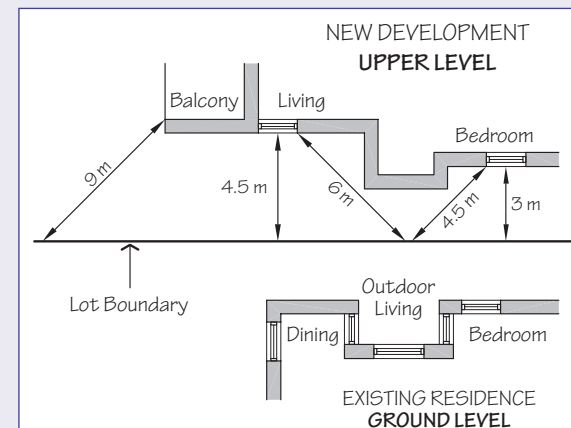 NEW DEVELOPMENT
UPPER LEVEL
Balcony
Living
Bedroom
9 m
4.5 m
6 m
4.5 m
3 m
Lot Boundary
Outdoor
Living
Dining
Bedroom
EXISTING RESIDENCE
GROUND LEVEL